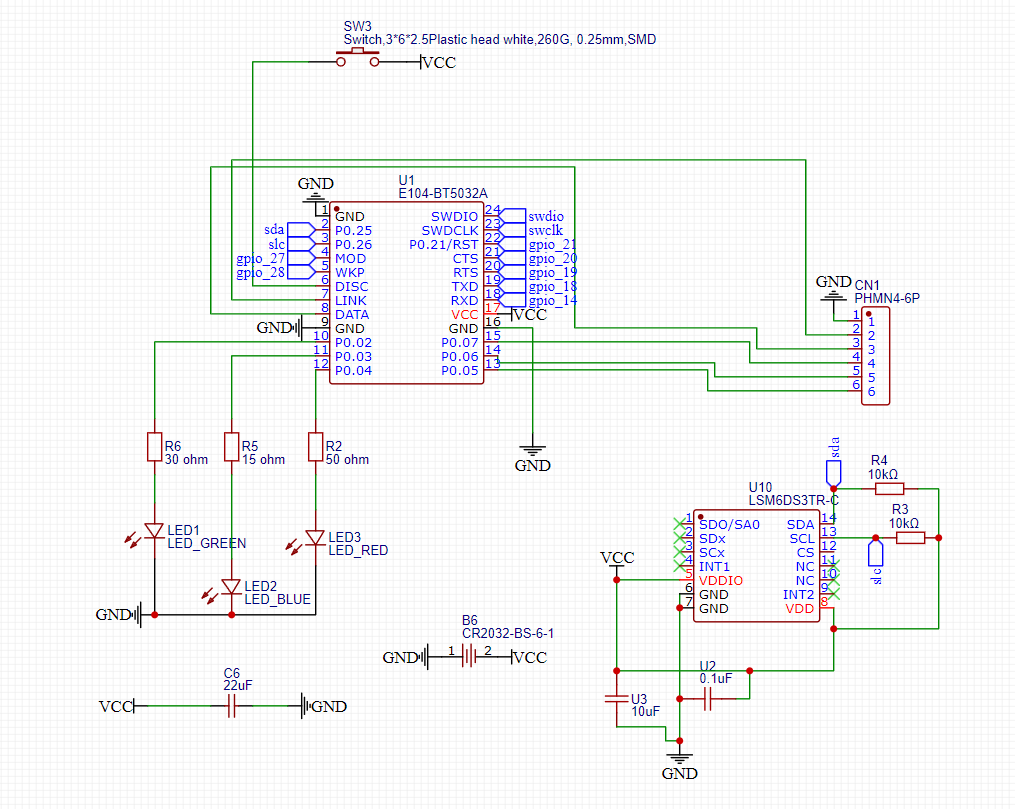 SW3
Switch,3*6*2.5Plastic head white,260G, 0.25mm,SMD
VCC
GND
U1
E104-BT5032A
1 GND
2 P0.25
3 P0.26
4 MOD
5 WKP
6 DISC
7 LINK
8 DATA
9 GND
10 P0.02
11 P0.03
12 P0.04
sda
slc
gpio_27
gpio_28
GND
SWDIO 24
SWDCLK 23
P0.21/RST 22
CTS 21
RTS 20
TXD 19
RXD 18
VCC 17
GND 16
P0.07 15
P0.06 14
P0.05 13
swdio
swclk
gpio_21
gpio_20
gpio_19
gpio_18
gpio_14
VCC
GND
GND
CN1
PHMN4-6P
1 1
2 2
3 3
4 4
5 5
6 6
R6
30 ohm
R5
15 ohm
R2
50 ohm
LED1
LED_GREEN
LED2
LED_BLUE
LED3
LED_RED
GND
sda
R4
10kΩ
R3
10kΩ
slc
U10
LSM6DS3TR-C
1 SDO/SA0
2 SDx
3 SCx
4 INT1
5 VDDIO
6 GND
7 GND
SDA 14
SCL 13
CS 12
NC 11
NC 10
INT2 9
VDD 8
VCC
B6
CR2032-BS-6-1
GND 1 2 VCC
C6
22uF
VCC GND
U2
0.1uF
U3
10uF
GND